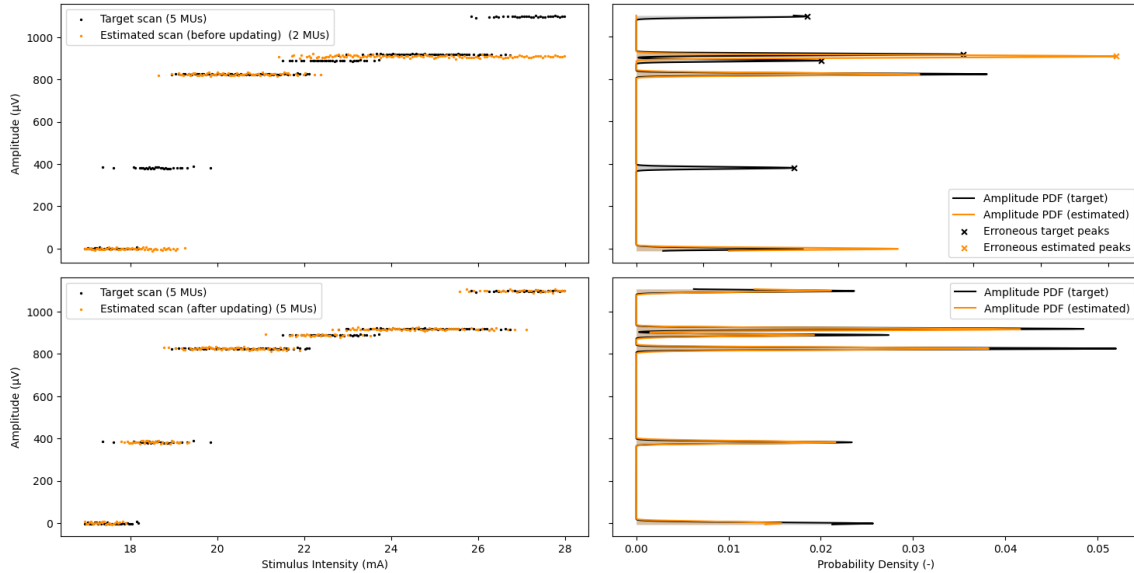 Target scan (5 MUs)
Estimated scan (before updating)  (2 MUs)
1000
800
600
400
200
0
Amplitude (µV)
Amplitude PDF (target)
Amplitude PDF (estimated)
Erroneous target peaks
Erroneous estimated peaks
Target scan (5 MUs)
Estimated scan (after updating) (5 MUs)
1000
800
600
400
200
0
Amplitude (µV)
18
20
22
24
26
28
Stimulus Intensity (mA)
Amplitude PDF (target)
Amplitude PDF (estimated)
0.00
0.01
0.02
0.03
0.04
0.05
Probability Density (-)